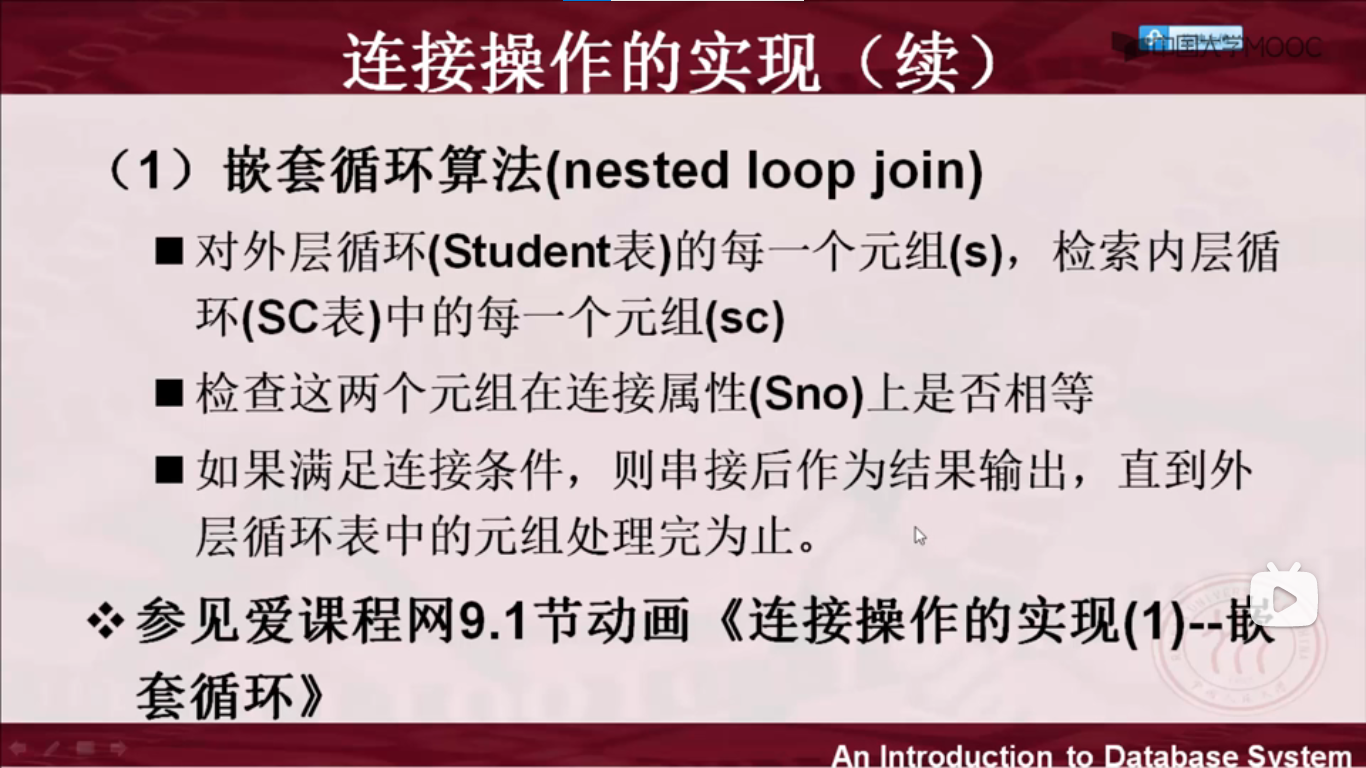 连接操作的实现（续）
中国大学MOOC
（1）嵌套循环算法(nested loop join)
■ 对外层循环(Student表)的每一个元组(s)，检索内层循
环(SC表)中的每一个元组(sc)
■ 检查这两个元组在连接属性(Sno)上是否相等
■ 如果满足连接条件，则串接后作为结果输出，直到外
层循环表中的元组处理完为止。
❖ 参见爱课程网9.1节动画《连接操作的实现(1)--嵌
套循环》
An Introduction to Database System